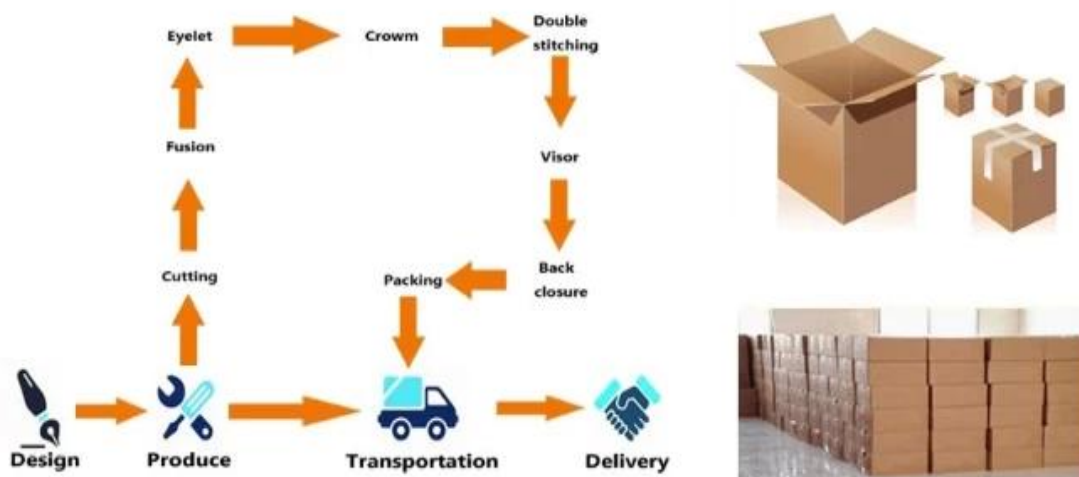 Eyelet
Crowm
Double
stitching
Fusion
Visor
Cutting
Packing
Back
closure
Design
Produce
Transportation
Delivery